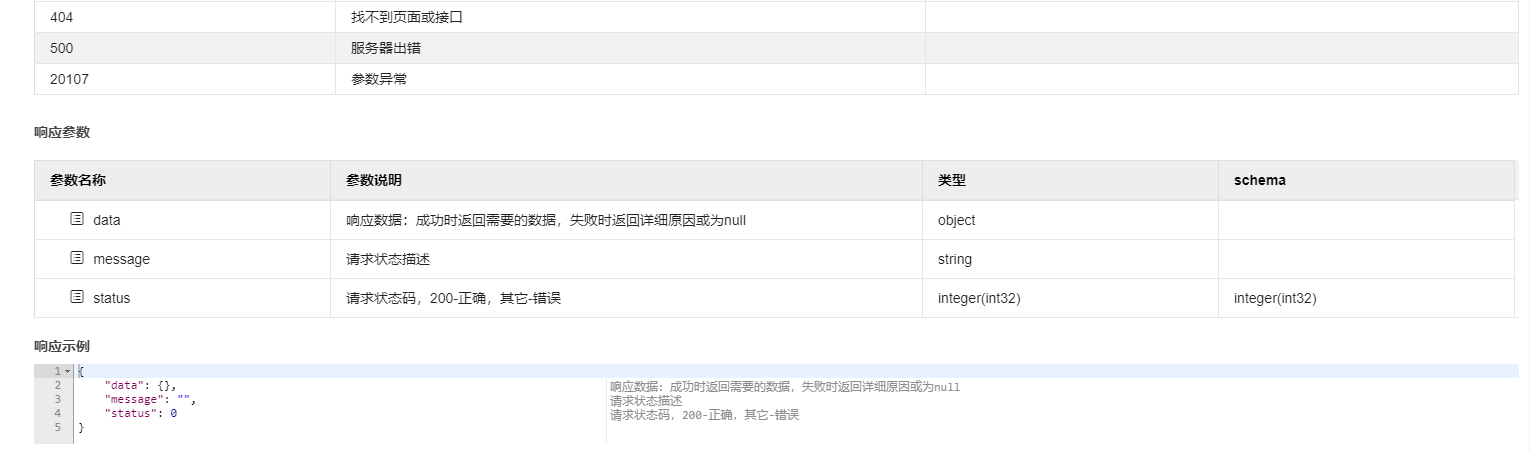 404 找不到页面或接口
500 服务器出错
20107 参数异常
响应参数
参数名称 参数说明 类型 schema
data 响应数据：成功时返回需要的数据，失败时返回详细原因或为null object
message 请求状态描述 string
status 请求状态码，200-正确，其它-错误 integer(int32) integer(int32)
响应示例
1 {
2 "data": {}, 响应数据：成功时返回需要的数据，失败时返回详细原因或为null
3 "message": "", 请求状态描述
4 "status": 0 请求状态码，200-正确，其它-错误
5 }